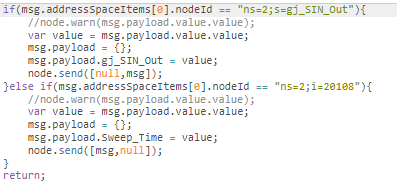 if(msg.addressSpaceItems[0].nodeId == "ns=2;s=gj_SIN_Out"){
//node.warn(msg.payload.value.value);
var value = msg.payload.value.value;
msg.payload = {};
msg.payload.gj_SIN_Out = value;
node.send([null,msg]);
}else if(msg.addressSpaceItems[0].nodeId == "ns=2;i=20108"){
//node.warn(msg.payload.value.value);
var value = msg.payload.value.value;
msg.payload = {};
msg.payload.Sweep_Time = value;
node.send([msg,null]);
}
return;